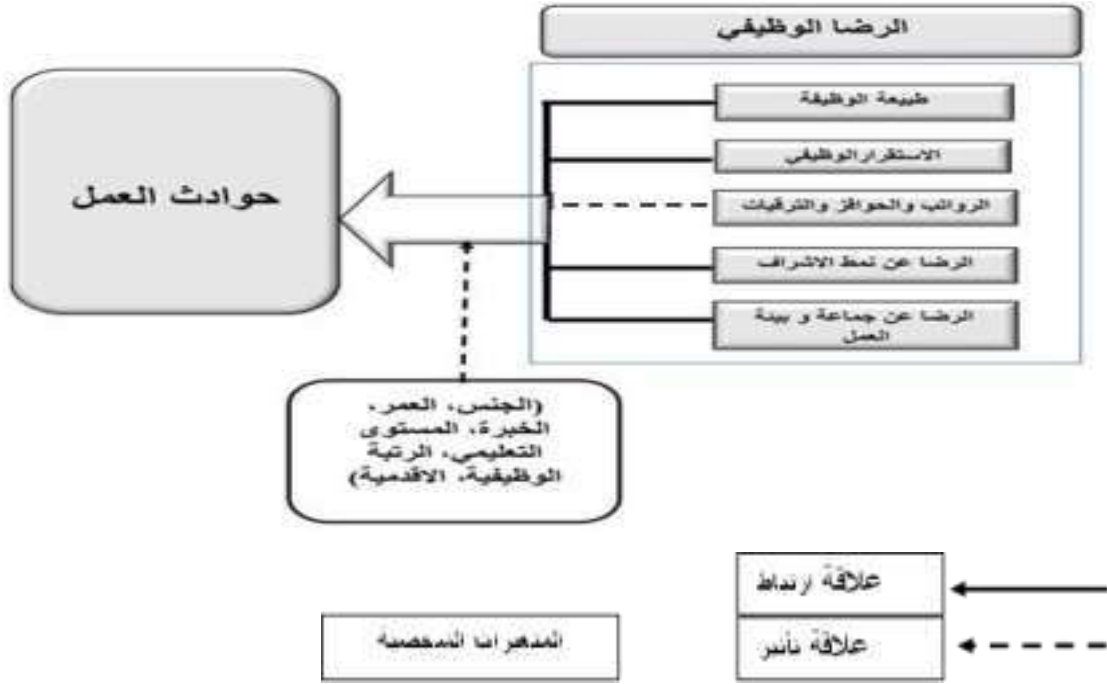 الرضا الوظيفي
طبيعة الوظيفة
الاستقرار الوظيفي
الرواتب والحوافز والترقيات
الرضا عن نمط الاشراف
الرضا عن جماعة و بيئة
العمل
حوادث العمل
(الجنس، العمر،
الخبرة، المستوى
التعليمي، الرتبة
الوظيفية، الاقدمية)
علاقة ارتباط
علاقة تأثير
المتغيرات الشخصية